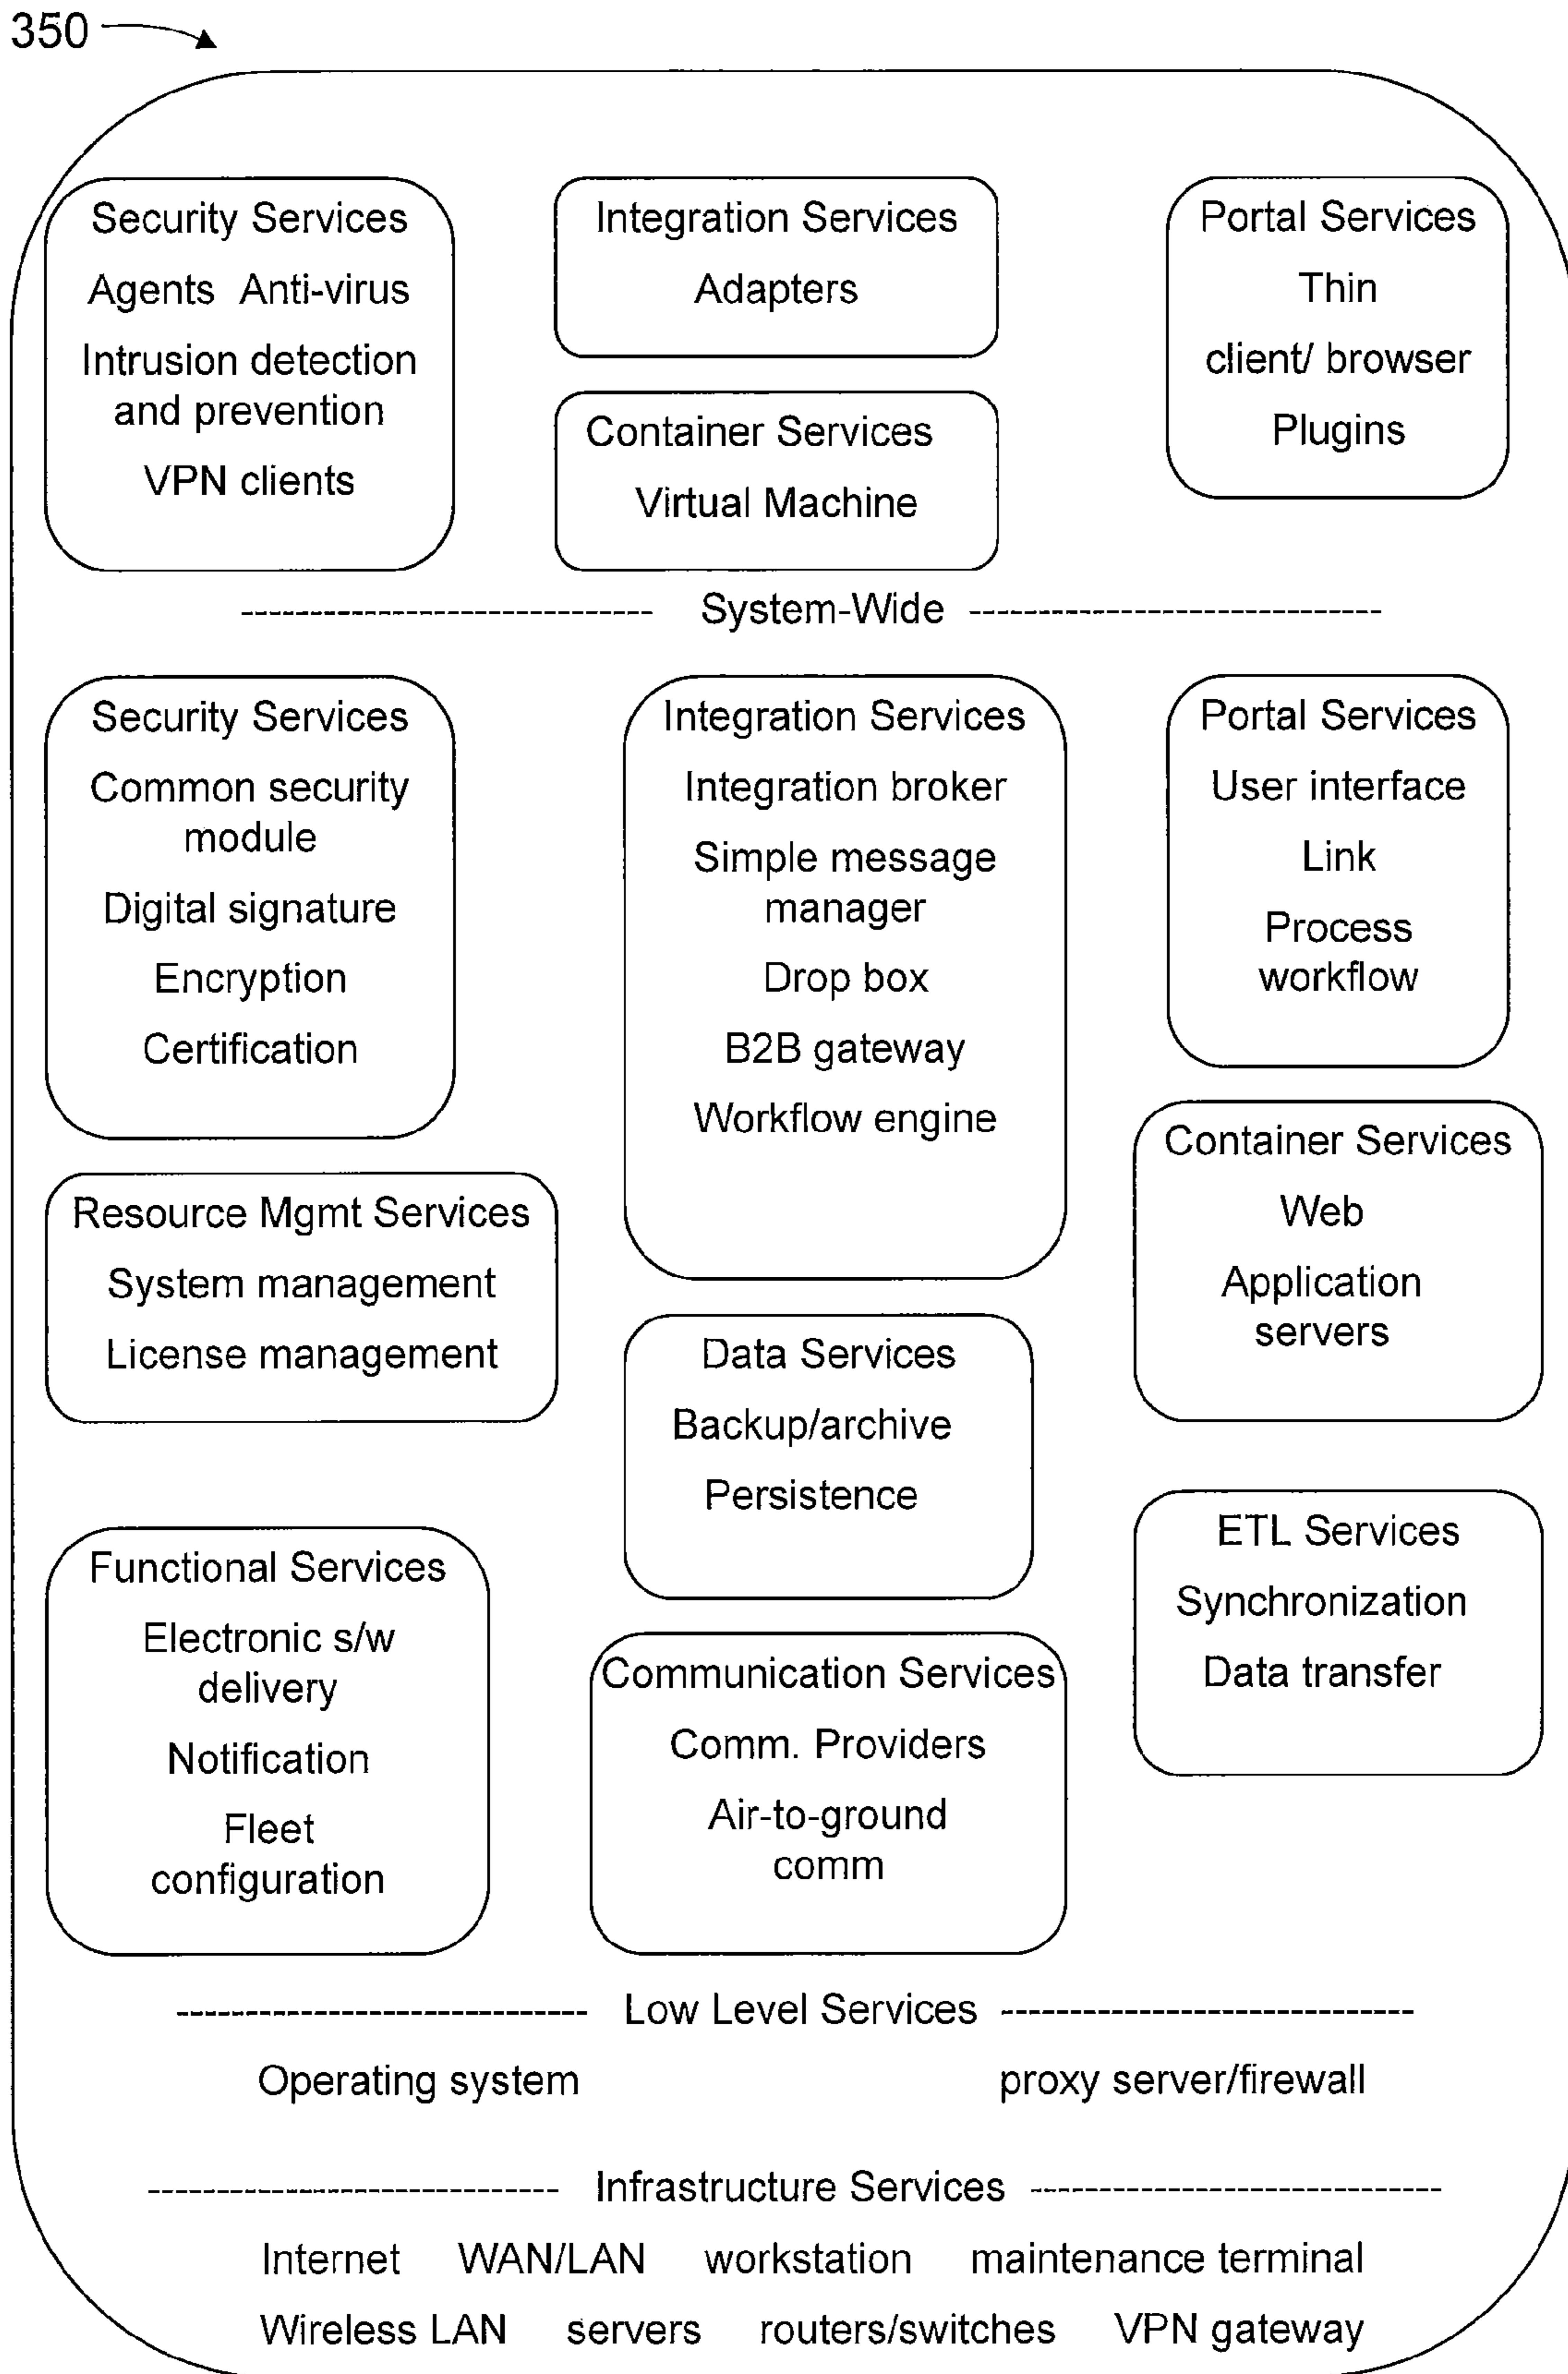 350
Security Services
Agents Anti-virus
Intrusion detection
and prevention
VPN clients
Integration Services
Adapters
Container Services
Virtual Machine
Portal Services
Thin
client/ browser
Plugins
System-Wide
Security Services
Common security
module
Digital signature
Encryption
Certification
Resource Mgmt Services
System management
License management
Functional Services
Electronic s/w
delivery
Notification
Fleet
configuration
Integration Services
Integration broker
Simple message
manager
Drop box
B2B gateway
Workflow engine
Data Services
Backup/archive
Persistence
Communication Services
Comm. Providers
Air-to-ground
comm
Portal Services
User interface
Link
Process
workflow
Container Services
Web
Application
servers
ETL Services
Synchronization
Data transfer
Low Level Services
Operating system proxy server/firewall
Infrastructure Services
Internet WAN/LAN workstation maintenance terminal
Wireless LAN servers routers/switches VPN gateway